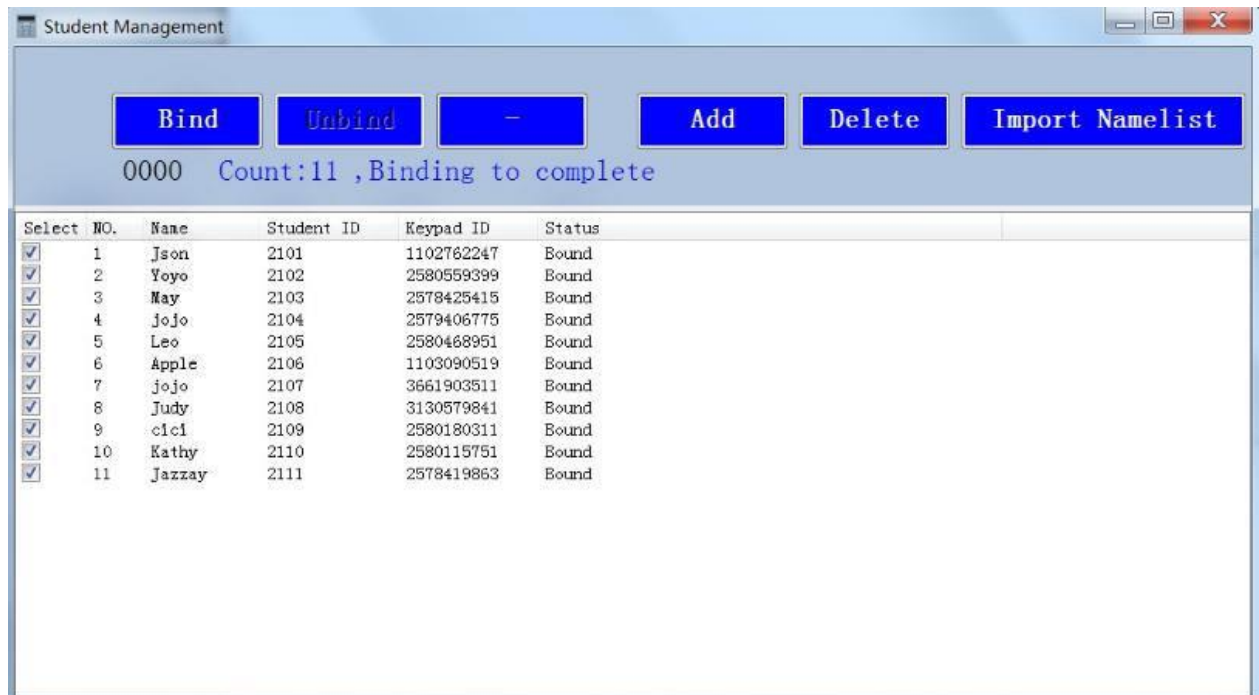 Student Management
Bind Unbind - Add Delete Import Namelist
0000 Count:11 ,Binding to complete
Select NO. Name Student ID Keypad ID Status
1 Json 2101 1102762247 Bound
2 Yoyo 2102 2580559399 Bound
3 May 2103 2578425415 Bound
4 jojo 2104 2579406775 Bound
5 Leo 2105 2580468951 Bound
6 Apple 2106 1103090519 Bound
7 jojo 2107 3661903511 Bound
8 Judy 2108 3130579841 Bound
9 cici 2109 2580180311 Bound
10 Kathy 2110 2580115751 Bound
11 Jazzay 2111 2578419863 Bound